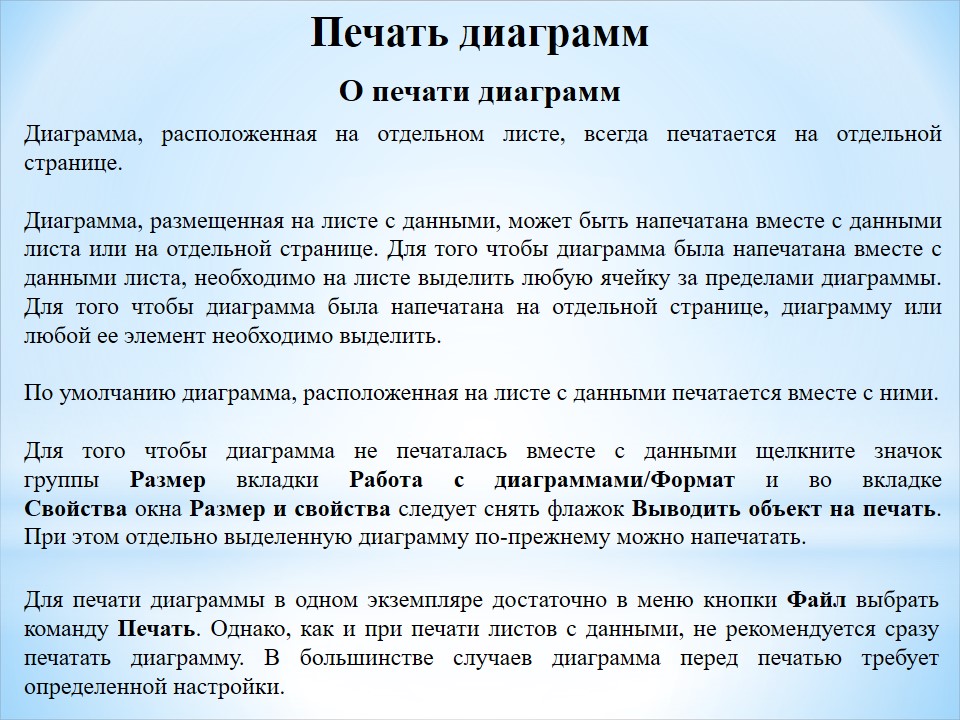 Печать диаграмм
О печати диаграмм
Диаграмма, расположенная на отдельном листе, всегда печатается на отдельной
странице.
Диаграмма, размещенная на листе с данными, может быть напечатана вместе с данными
листа или на отдельной странице. Для того чтобы диаграмма была напечатана вместе с
данными листа, необходимо на листе выделить любую ячейку за пределами диаграммы.
Для того чтобы диаграмма была напечатана на отдельной странице, диаграмму или
любой ее элемент необходимо выделить.
По умолчанию диаграмма, расположенная на листе с данными печатается вместе с ними.
Для того чтобы диаграмма не печаталась вместе с данными щелкните значок
группы Размер вкладки Работа с диаграммами/Формат и во вкладке
Свойства окна Размер и свойства следует снять флажок Выводить объект на печать.
При этом отдельно выделенную диаграмму по-прежнему можно напечатать.
Для печати диаграммы в одном экземпляре достаточно в меню кнопки Файл выбрать
команду Печать. Однако, как и при печати листов с данными, не рекомендуется сразу
печатать диаграмму. В большинстве случаев диаграмма перед печатью требует
определенной настройки.